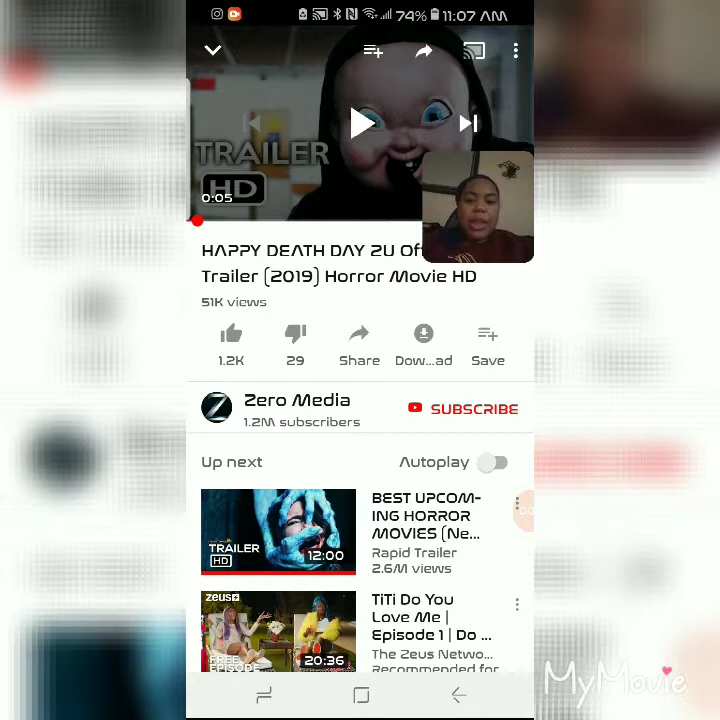 74% 11:07 AM
TRAILER
HD
0:05
HAPPY DEATH DAY 2U Of
Trailer (2019) Horror Movie HD
51K views
1.2K 29 Share Dow...ad Save
Zero Media
1.2M subscribers
SUBSCRIBE
Up next Autoplay
TRAILER
HD
12:00
BEST UPCOM-
ING HORROR
MOVIES (Ne...
Rapid Trailer
2.6M views
zeus
FREE
EPISODE
20:36
TiTi Do You
Love Me |
Episode 1 | Do ...
The Zeus Netwo...
Recommended for
MyMovie